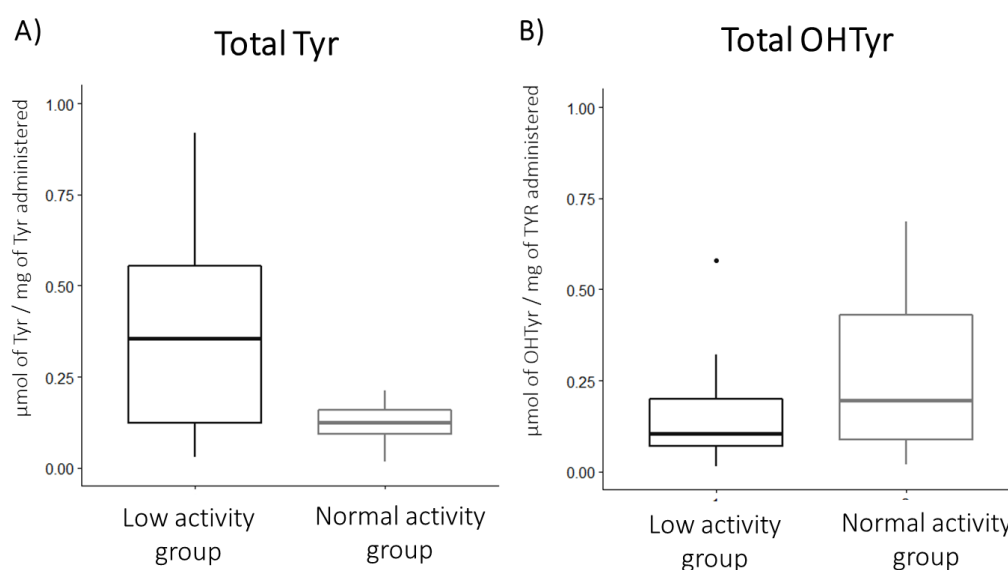 A)
Total Tyr
µmol of Tyr / mg of Tyr administered
1.00
0.75
0.50
0.25
0.00
Low activity
group
Normal activity
group
B)
Total OHTyr
µmol of OHTyr / mg of TYR administered
1.00
0.75
0.50
0.25
0.00
Low activity
group
Normal activity
group